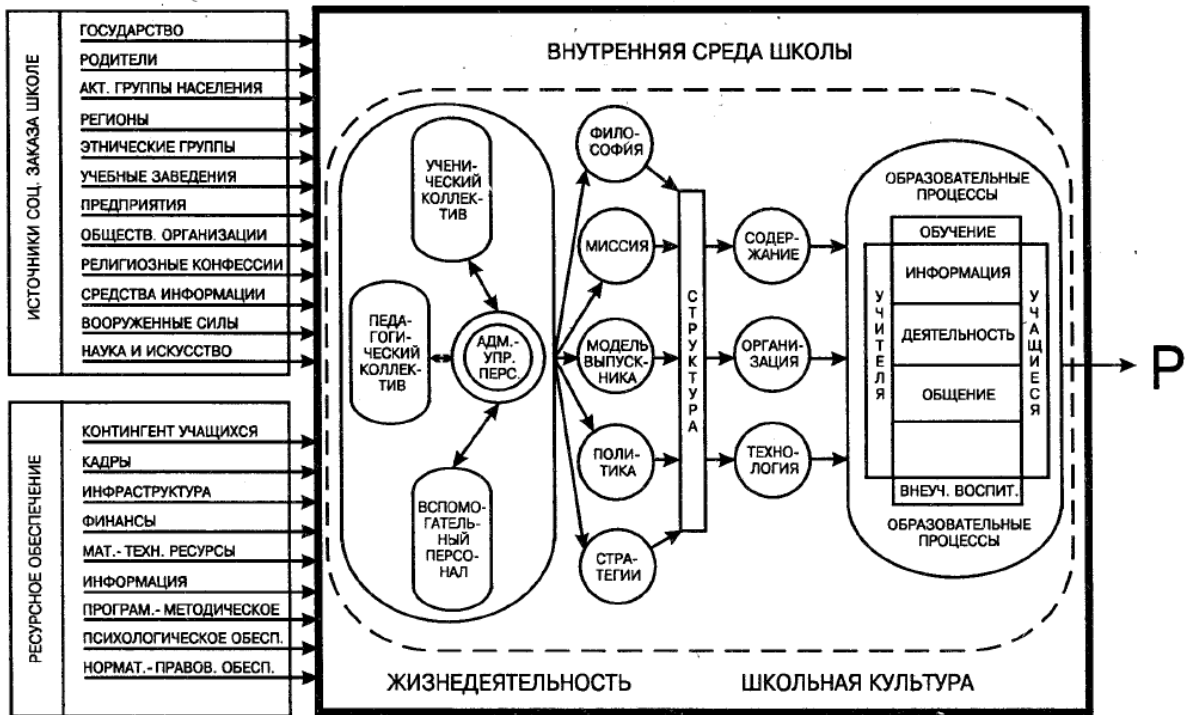 ИСТОЧНИКИ СОЦ. ЗАКАЗА ШКОЛЕ
ГОСУДАРСТВО
РОДИТЕЛИ
АКТ. ГРУППЫ НАСЕЛЕНИЯ
РЕГИОНЫ
ЭТНИЧЕСКИЕ ГРУППЫ
УЧЕБНЫЕ ЗАВЕДЕНИЯ
ПРЕДПРИЯТИЯ
ОБЩЕСТВ. ОРГАНИЗАЦИИ
РЕЛИГИОЗНЫЕ КОНФЕССИИ
СРЕДСТВА ИНФОРМАЦИИ
ВООРУЖЕННЫЕ СИЛЫ
НАУКА И ИСКУССТВО
РЕСУРСНОЕ ОБЕСПЕЧЕНИЕ
КОНТИНГЕНТ УЧАЩИХСЯ
КАДРЫ
ИНФРАСТРУКТУРА
ФИНАНСЫ
МАТ.- ТЕХН. РЕСУРСЫ
ИНФОРМАЦИЯ
ПРОГРАМ.- МЕТОДИЧЕСКОЕ
ПСИХОЛОГИЧЕСКОЕ ОБЕСП.
НОРМАТ.- ПРАВОВ. ОБЕСП.
ВНУТРЕННЯЯ СРЕДА ШКОЛЫ
УЧЕНИ-
ЧЕСКИЙ
КОЛЛЕК-
ТИВ
ПЕДА-
ГОГИ-
ЧЕСКИЙ
КОЛЛЕК-
ТИВ
АДМ.-
УПР.
ПЕРС.
ВСПОМО-
ГАТЕЛЬ-
НЫЙ
ПЕРСО-
НАЛ
ФИЛО-
СОФИЯ
МИССИЯ
МОДЕЛЬ
ВЫПУСК-
НИКА
ПОЛИ-
ТИКА
СТРА-
ТЕГИИ
СТРУКТУРА
СОДЕР-
ЖАНИЕ
ОРГАНИ-
ЗАЦИЯ
ТЕХНО-
ЛОГИЯ
ОБРАЗОВАТЕЛЬНЫЕ
ПРОЦЕССЫ
ОБУЧЕНИЕ
УЧИТЕЛЯ
ИНФОРМАЦИЯ
ДЕЯТЕЛЬНОСТЬ
ОБЩЕНИЕ
УЧАЩИЕСЯ
ВНЕУЧ. ВОСПИТ.
ОБРАЗОВАТЕЛЬНЫЕ
ПРОЦЕССЫ
Р
ЖИЗНЕДЕЯТЕЛЬНОСТЬ
ШКОЛЬНАЯ КУЛЬТУРА